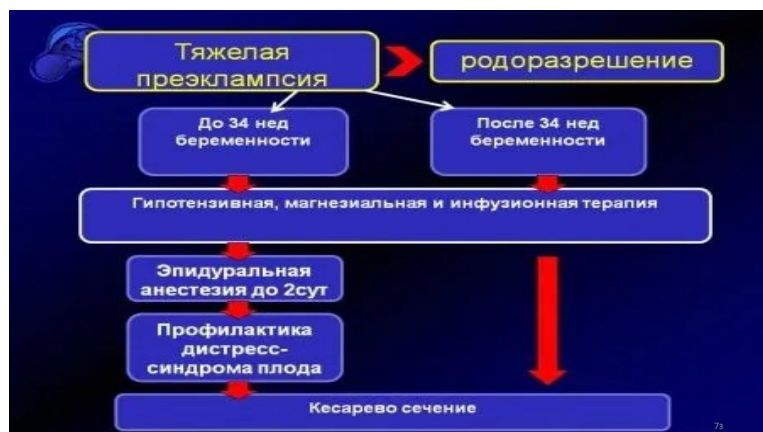 Тяжелая
преэклампсия
родоразрешение
До 34 нед
беременности
После 34 нед
беременности
Гипотензивная, магнезиальная и инфузионная терапия
Эпидуральная
анестезия до 2сут
Профилактика
дистресс-
синдрома плода
Кесарево сечение
73